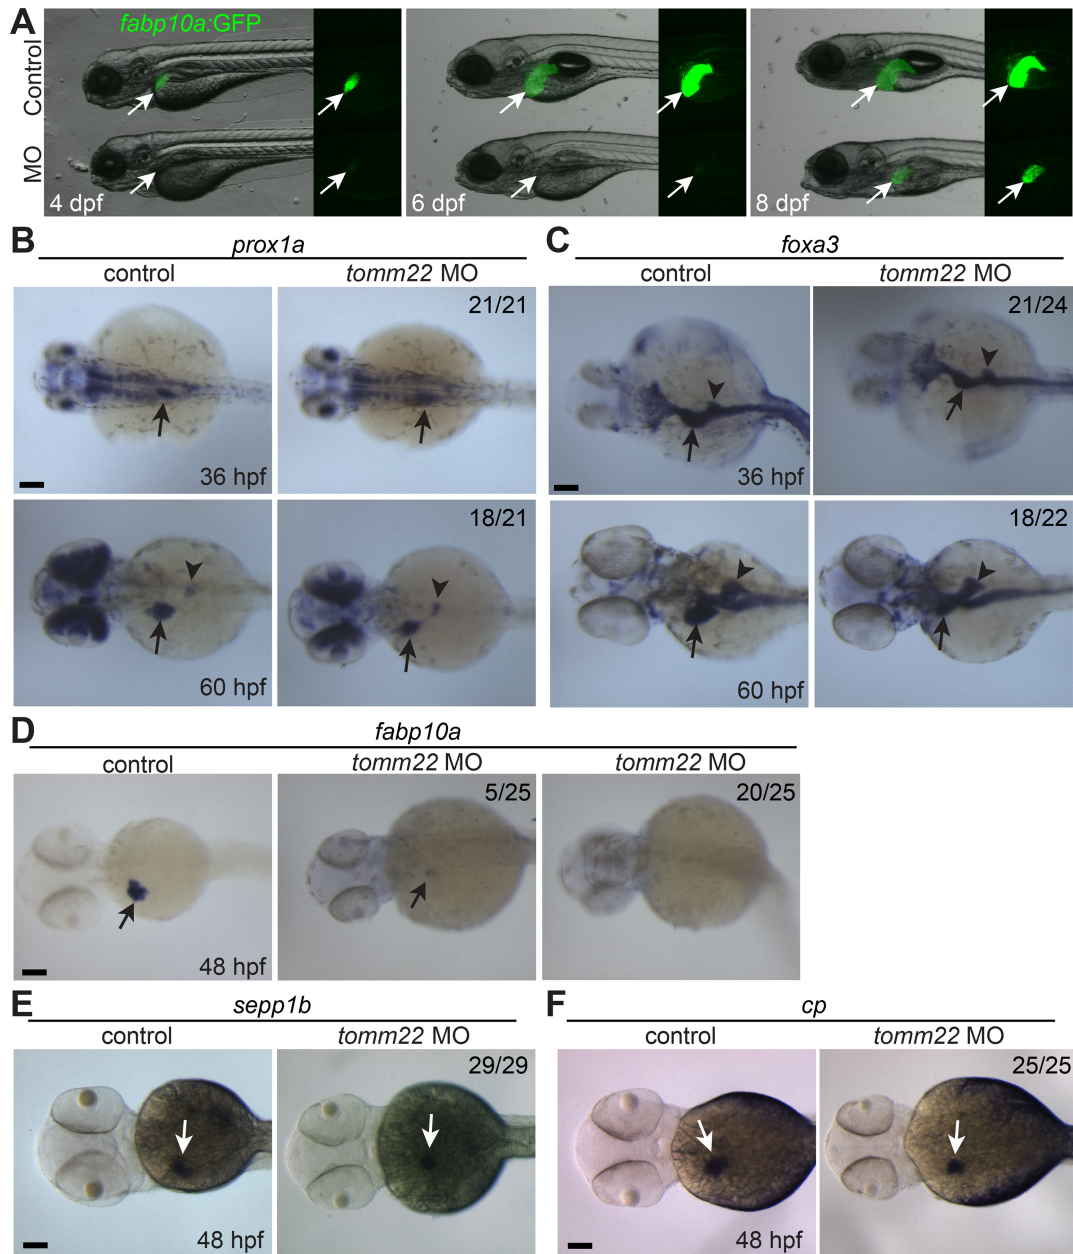 A
fabp10a:GFP
Control
MO
4 dpf
6 dpf
8 dpf
B
prox1a
control
tomm22 MO
21/21
36 hpf
18/21
60 hpf
C
foxa3
control
tomm22 MO
21/24
36 hpf
18/22
60 hpf
D
fabp10a
control
tomm22 MO
tomm22 MO
5/25
20/25
48 hpf
E
sepp1b
control
tomm22 MO
29/29
48 hpf
F
cp
control
tomm22 MO
25/25
48 hpf